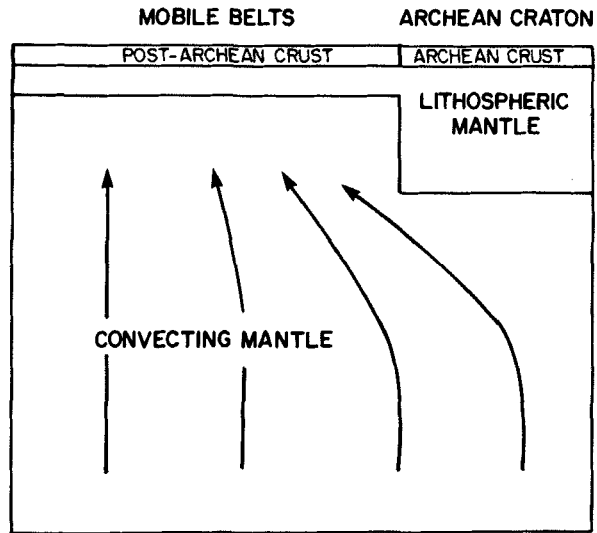 MOBILE BELTS
ARCHEAN CRATON
POST-ARCHEAN CRUST
ARCHEAN CRUST
LITHOSPHERIC
MANTLE
CONVECTING MANTLE